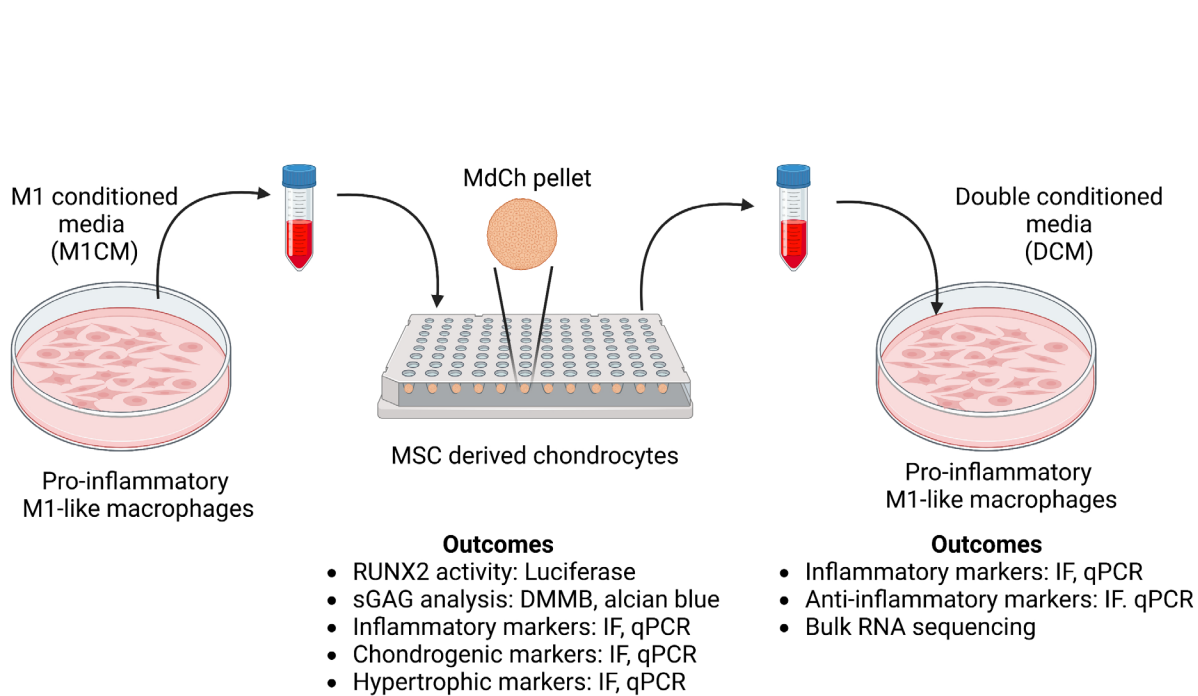 M1 conditioned
media
(M1CM)
MdCh pellet
Double conditioned
media
(DCM)
Pro-inflammatory
M1-like macrophages
MSC derived chondrocytes
Pro-inflammatory
M1-like macrophages
Outcomes
• RUNX2 activity: Luciferase
• sGAG analysis: DMMB, alcian blue
• Inflammatory markers: IF, qPCR
• Chondrogenic markers: IF, qPCR
• Hypertrophic markers: IF, qPCR
Outcomes
• Inflammatory markers: IF, qPCR
• Anti-inflammatory markers: IF. qPCR
• Bulk RNA sequencing